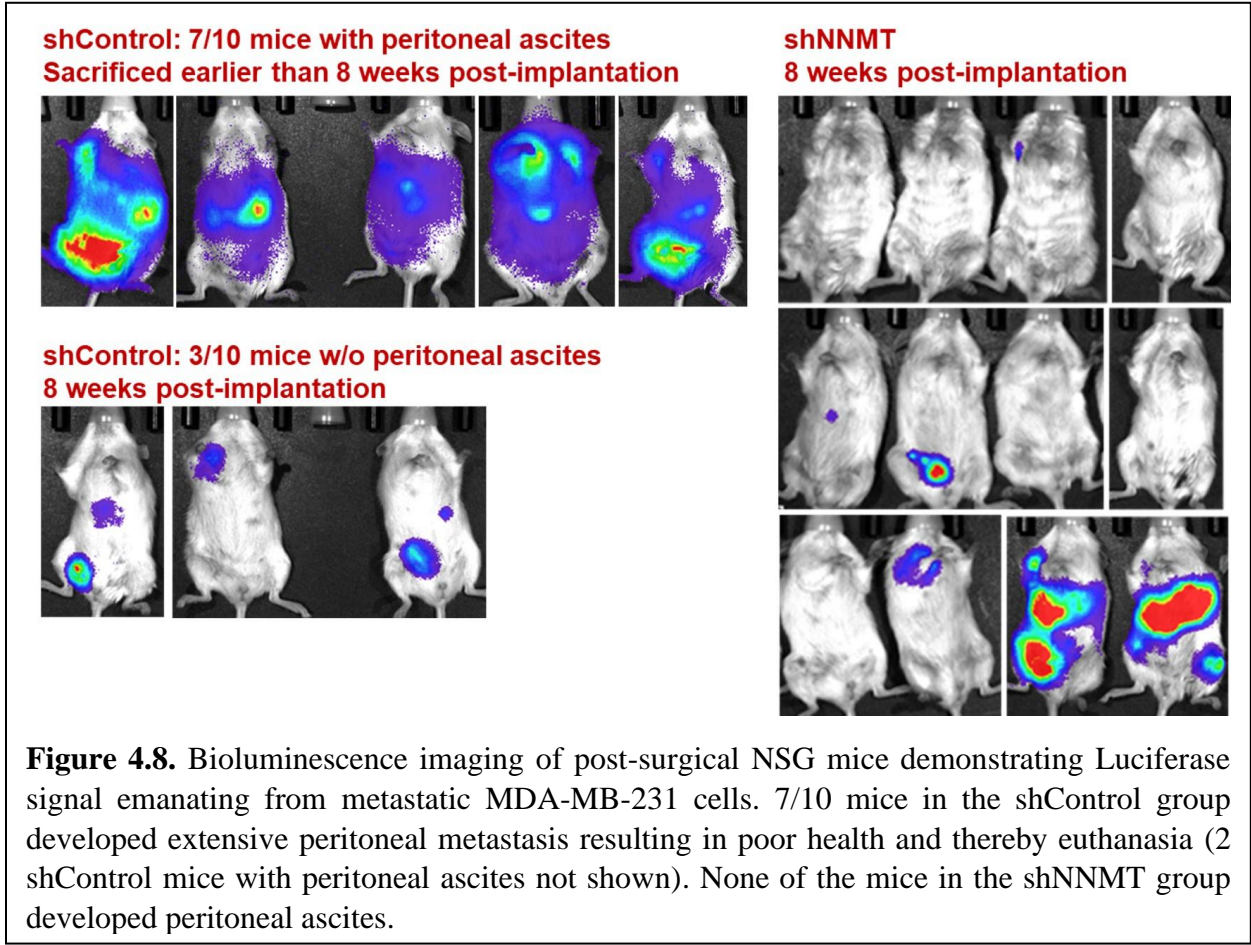 shControl: 7/10 mice with peritoneal ascites
Sacrificed earlier than 8 weeks post-implantation
shNNMT
8 weeks post-implantation
shControl: 3/10 mice w/o peritoneal ascites
8 weeks post-implantation
Figure 4.8. Bioluminescence imaging of post-surgical NSG mice demonstrating Luciferase
signal emanating from metastatic MDA-MB-231 cells. 7/10 mice in the shControl group
developed extensive peritoneal metastasis resulting in poor health and thereby euthanasia (2
shControl mice with peritoneal ascites not shown). None of the mice in the shNNMT group
developed peritoneal ascites.